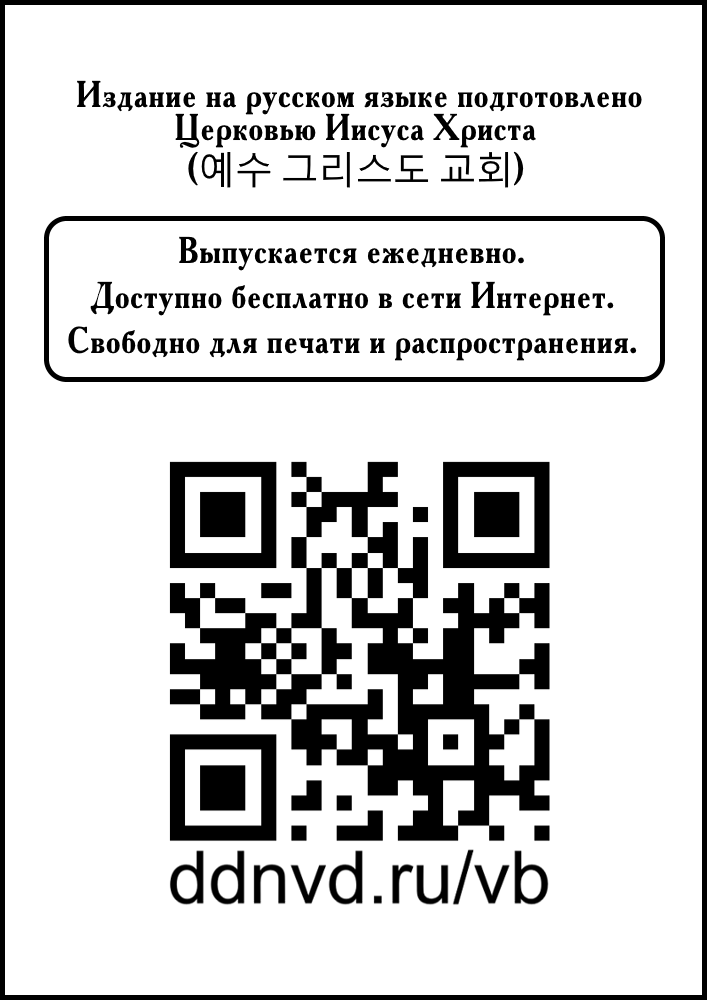 Издание на русском языке подготовлено
Церковью Иисуса Христа
(예수 그리스도 교회)
Выпускается ежедневно.
Доступно бесплатно в сети Интернет.
Свободно для печати и распространения.
ddnvd.ru/vb